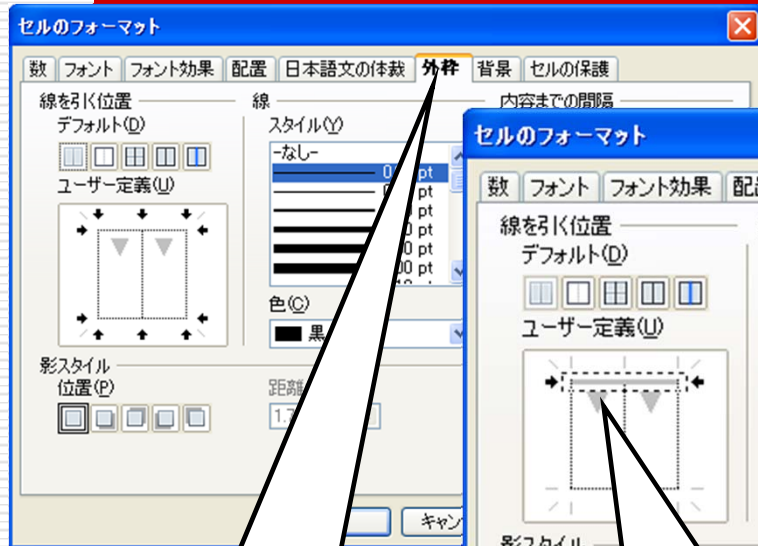 セルのフォーマット
数 フォント フォント効果 配置 日本語文の体裁 外枠 背景 セルの保護
線を引く位置
デフォルト(D)
ユーザー定義(U)
線
スタイル(Y)
-なし-
pt
pt
pt
pt
pt
pt
色(C)
黒
内容までの間隔
影スタイル
位置(P)
キャン
セルのフォーマット
数 フォント フォント効果
線を引く位置
デフォルト(D)
ユーザー定義(U)